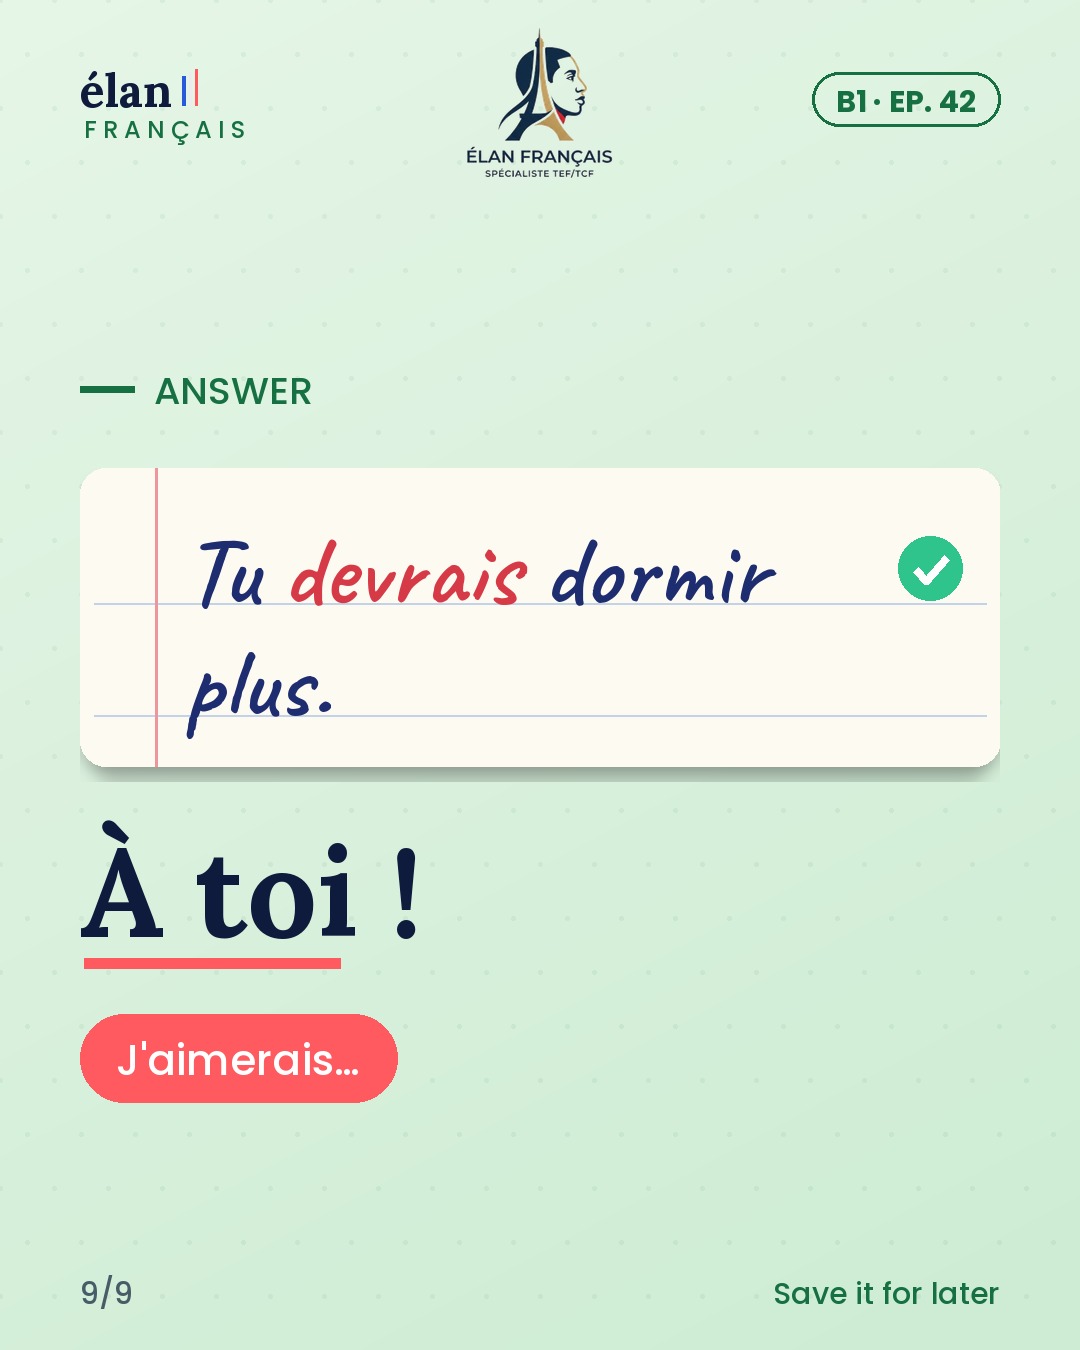 élan
FRANÇAIS
ÉLAN FRANÇAIS
SPÉCIALISTE TEF/TCF
B1 · EP. 42
ANSWER
Tu devrais dormir
plus.
À toi !
J'aimerais...
9/9
Save it for later